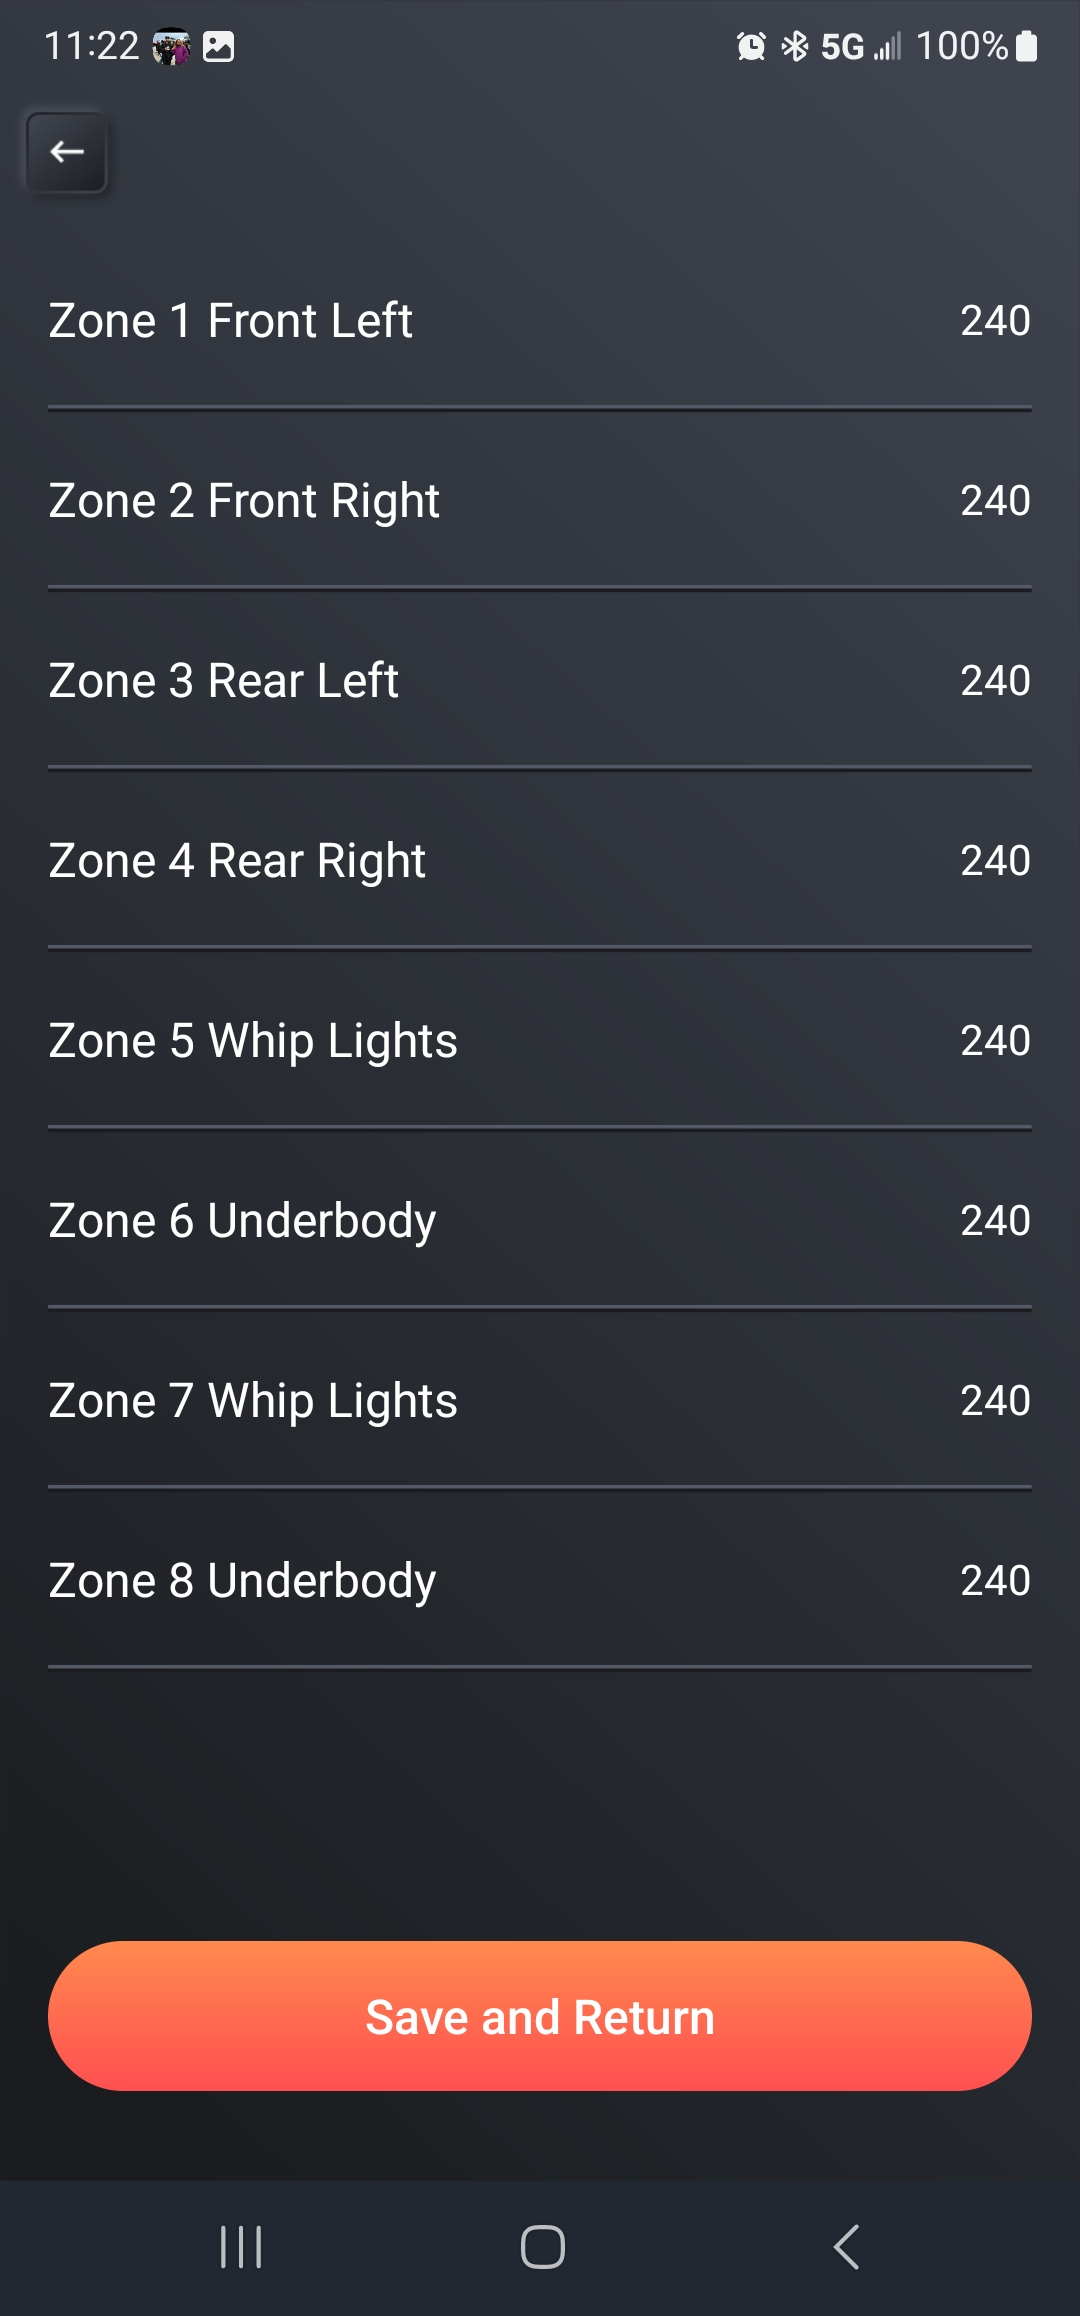 11:22 5G 100%
Zone 1 Front Left 240
Zone 2 Front Right 240
Zone 3 Rear Left 240
Zone 4 Rear Right 240
Zone 5 Whip Lights 240
Zone 6 Underbody 240
Zone 7 Whip Lights 240
Zone 8 Underbody 240
Save and Return